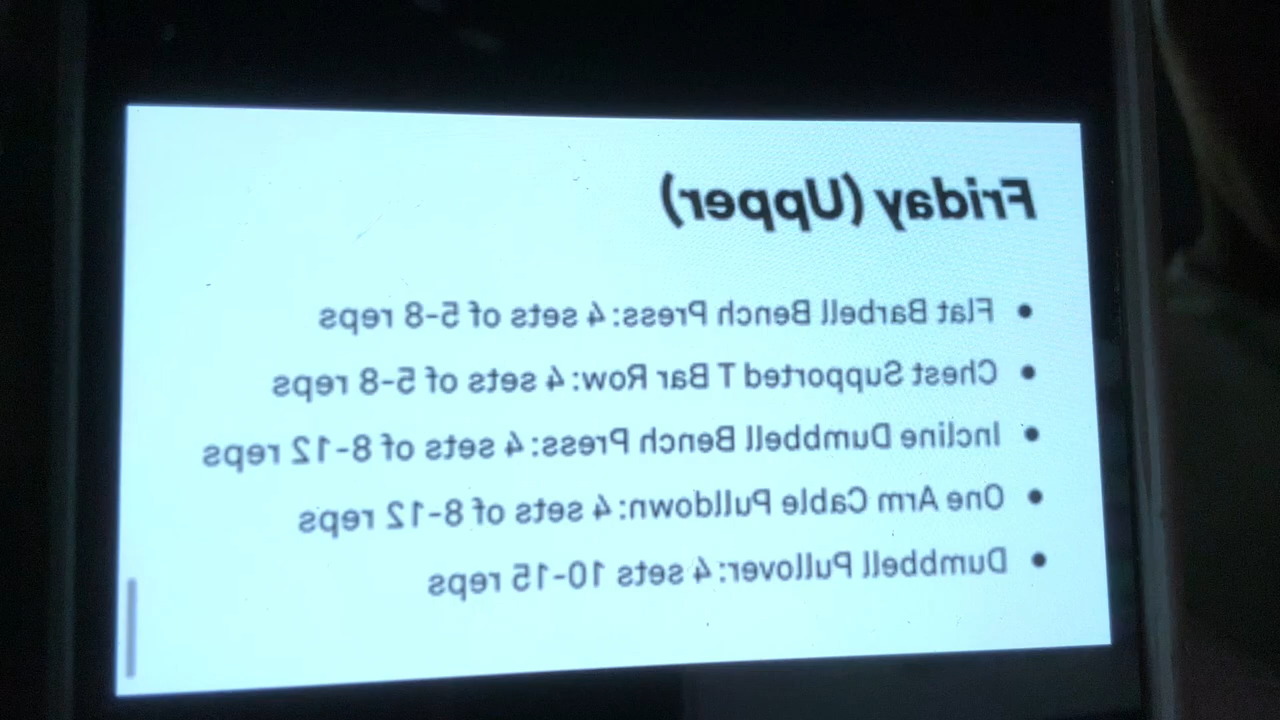 Friday (Upper)
• Flat Barbell Bench Press: 4 sets of 5-8 reps
• Chest Supported T Bar Row: 4 sets of 5-8 reps
• Incline Dumbbell Bench Press: 4 sets of 8-12 reps
• One Arm Cable Pulldown: 4 sets of 8-12 reps
• Dumbbell Pullover: 4 sets 10-15 reps